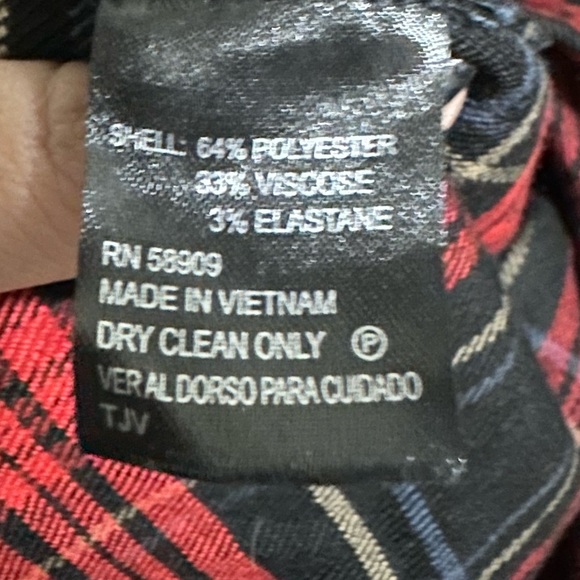 SHELL: 64% POLYESTER
33% VISCOSE
3% ELASTANE
RN 58909
MADE IN VIETNAM
DRY CLEAN ONLY Ⓟ
VER AL DORSO PARA CUIDADO
TJV